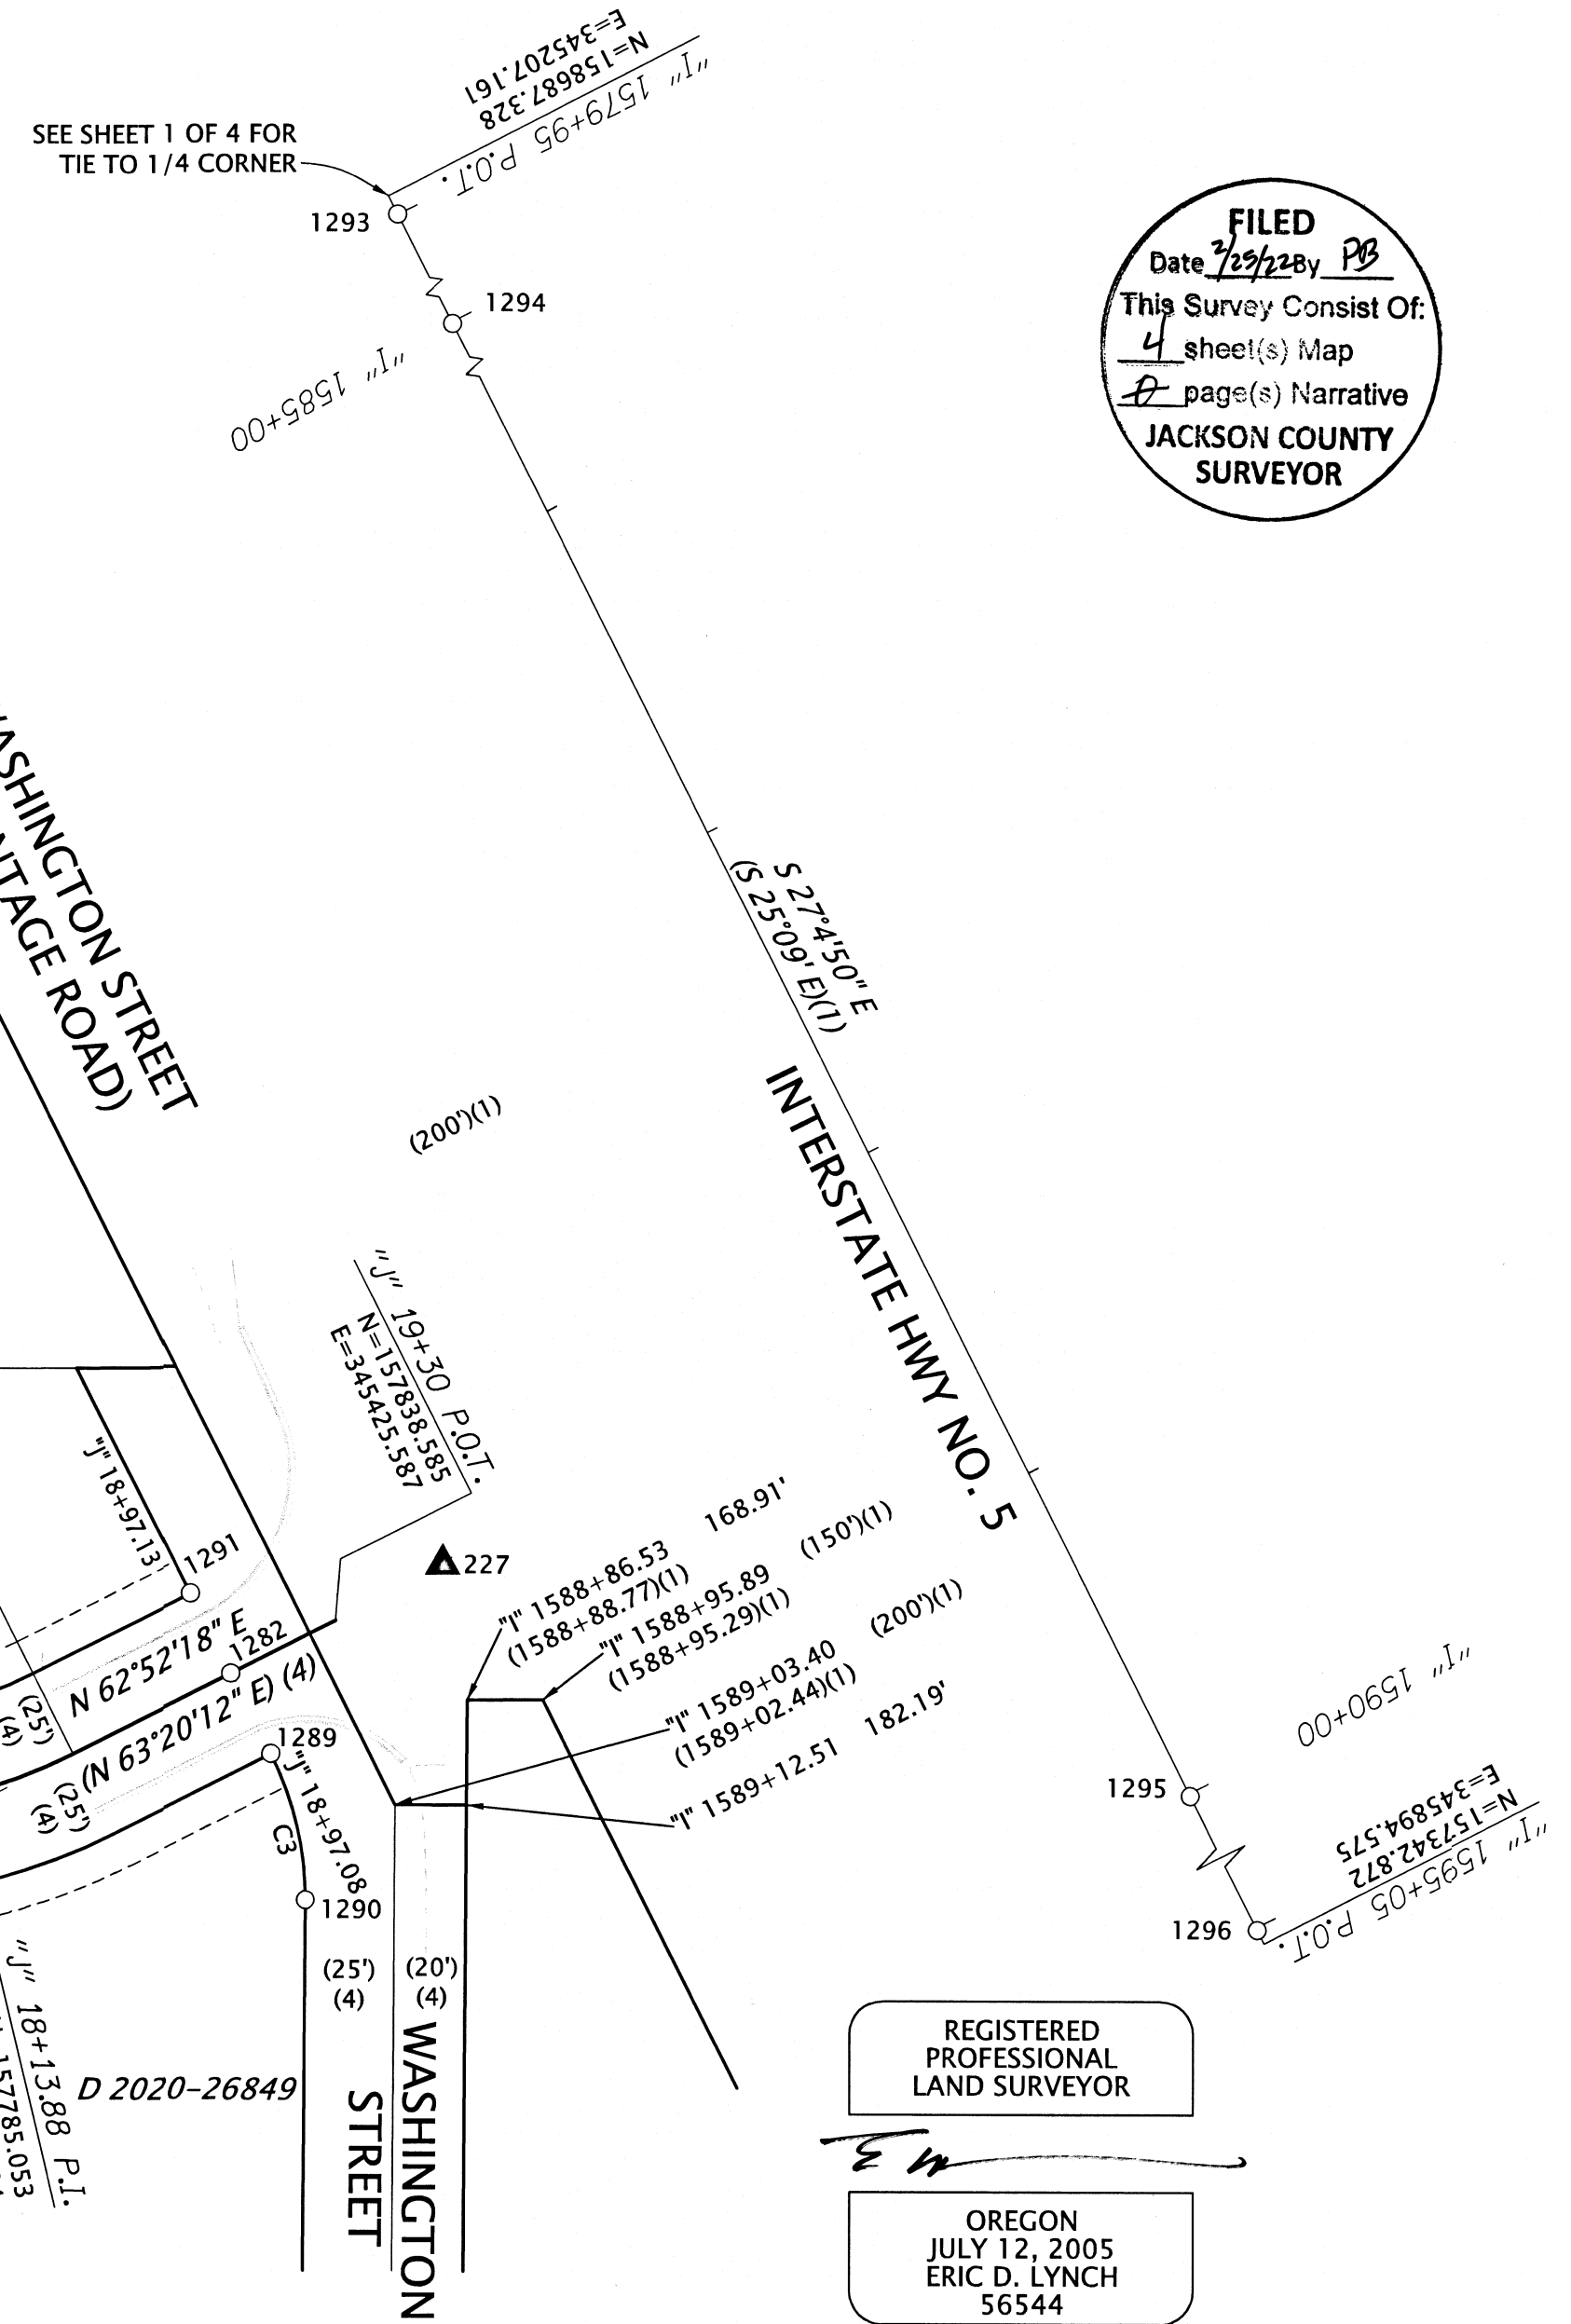 "I" 1579+95 P.O.T.
N=158687.328
E=345207.161
SEE SHEET 1 OF 4 FOR
TIE TO 1/4 CORNER
1293
1294
"I" 1585+00
FILED
Date 2/25/22 By PB
This Survey Consist Of:
4 sheet(s) Map
0 page(s) Narrative
JACKSON COUNTY
SURVEYOR
S 27°4'50" E
(S 25°09' E)(1)
INTERSTATE HWY NO. 5
ASHINGTON STREET
NTAGE ROAD)
(200')(1)
"J" 19+30 P.O.T.
N=157838.585
E=345425.587
"J" 18+97.13
1291
227
N 62°52'18" E
1282
(N 63°20'12" E) (4)
(25')
(4)
(25')
(4)
1289
"J" 18+97.08
C3
1290
"I" 1588+86.53 168.91'
(1588+88.77)(1)
"I" 1588+95.89 (150')(1)
(1588+95.29)(1)
"I" 1589+03.40 (200')(1)
(1589+02.44)(1)
"I" 1589+12.51 182.19'
"I" 1590+00
1295
1296
"I" 1595+05 P.O.T.
N=157342.872
E=345894.575
(25')
(4)
(20')
(4)
WASHINGTON
STREET
D 2020-26849
"J" 18+13.88 P.I.
157785.053
REGISTERED
PROFESSIONAL
LAND SURVEYOR
OREGON
JULY 12, 2005
ERIC D. LYNCH
56544